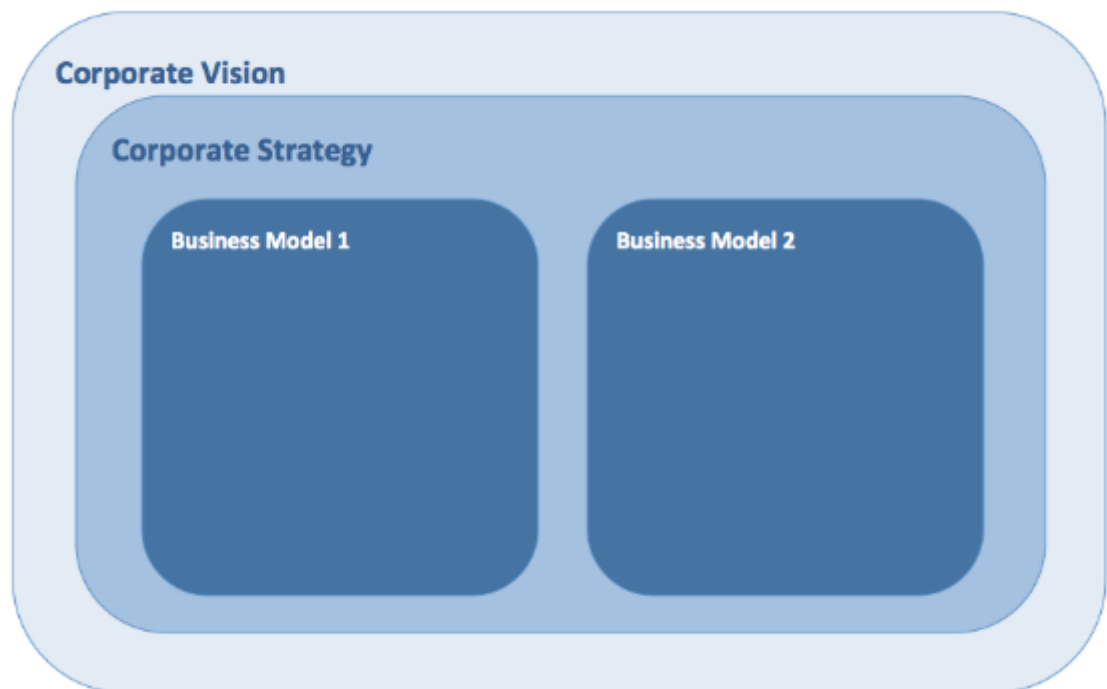 Corporate Vision
Corporate Strategy
Business Model 1
Business Model 2